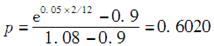 p = (e^{0.05×2/12} − 0.9) / (1.08 − 0.9) = 0.6020